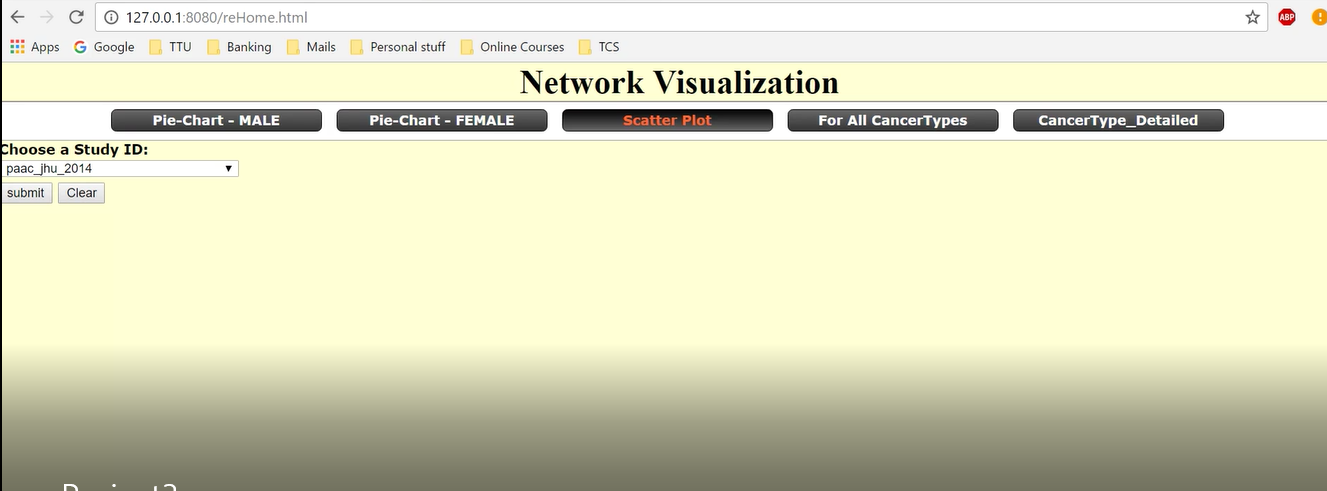 127.0.0.1:8080/reHome.html
ABP
Apps Google TTU Banking Mails Personal stuff Online Courses TCS
Network Visualization
Pie-Chart - MALE Pie-Chart - FEMALE Scatter Plot For All CancerTypes CancerType_Detailed
Choose a Study ID:
paac_jhu_2014
submit Clear